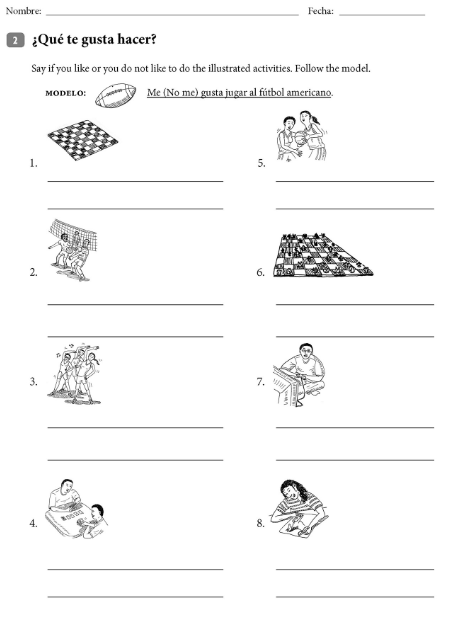 Nombre: Fecha:
2 ¿Qué te gusta hacer?
Say if you like or you do not like to do the illustrated activities. Follow the model.
MODELO: Me (No me) gusta jugar al fútbol americano.
1.
5.
2.
6.
3.
7.
4.
8.